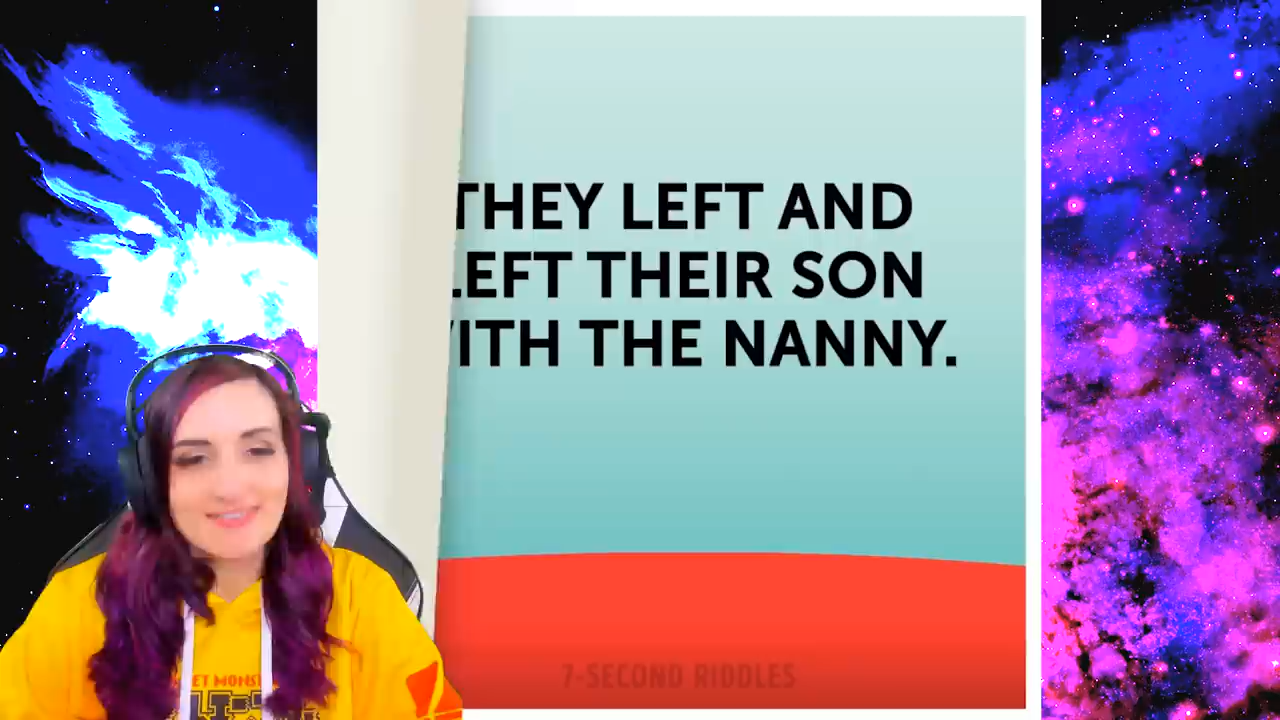 THEY LEFT AND
LEFT THEIR SON
WITH THE NANNY.
7-SECOND RIDDLES